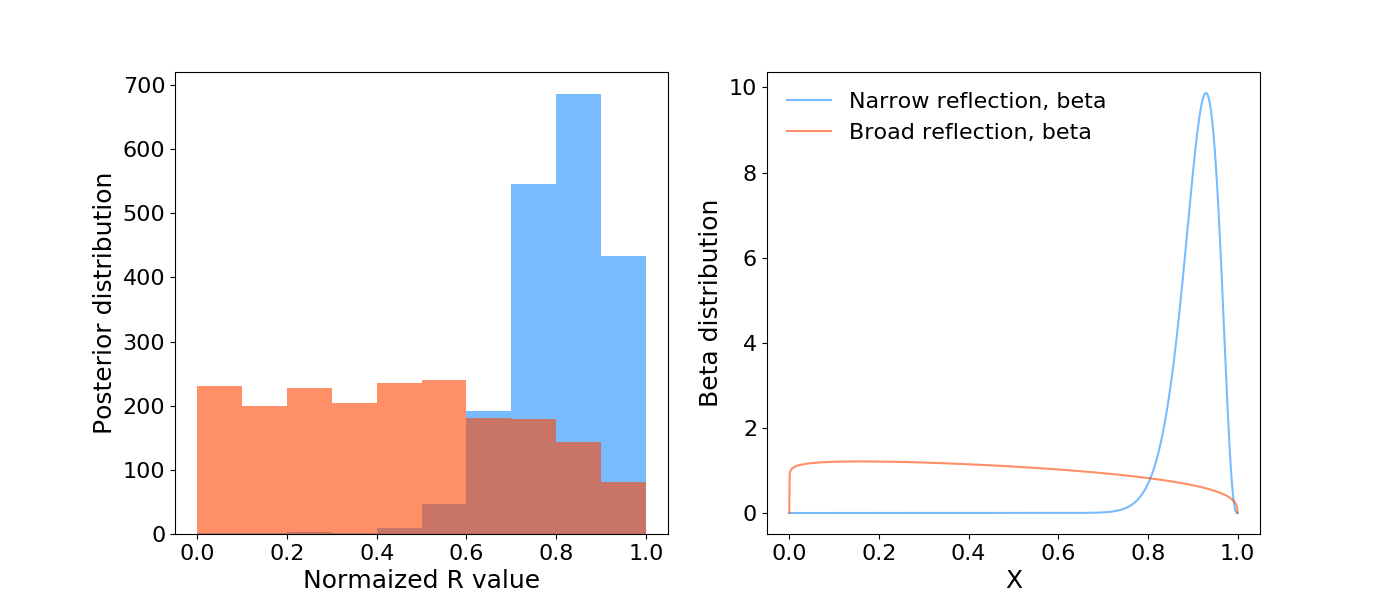 700
600
500
400
300
200
100
0
Posterior distribution
0.0 0.2 0.4 0.6 0.8 1.0
Normaized R value
10
8
6
4
2
0
Beta distribution
Narrow reflection, beta
Broad reflection, beta
0.0 0.2 0.4 0.6 0.8 1.0
X